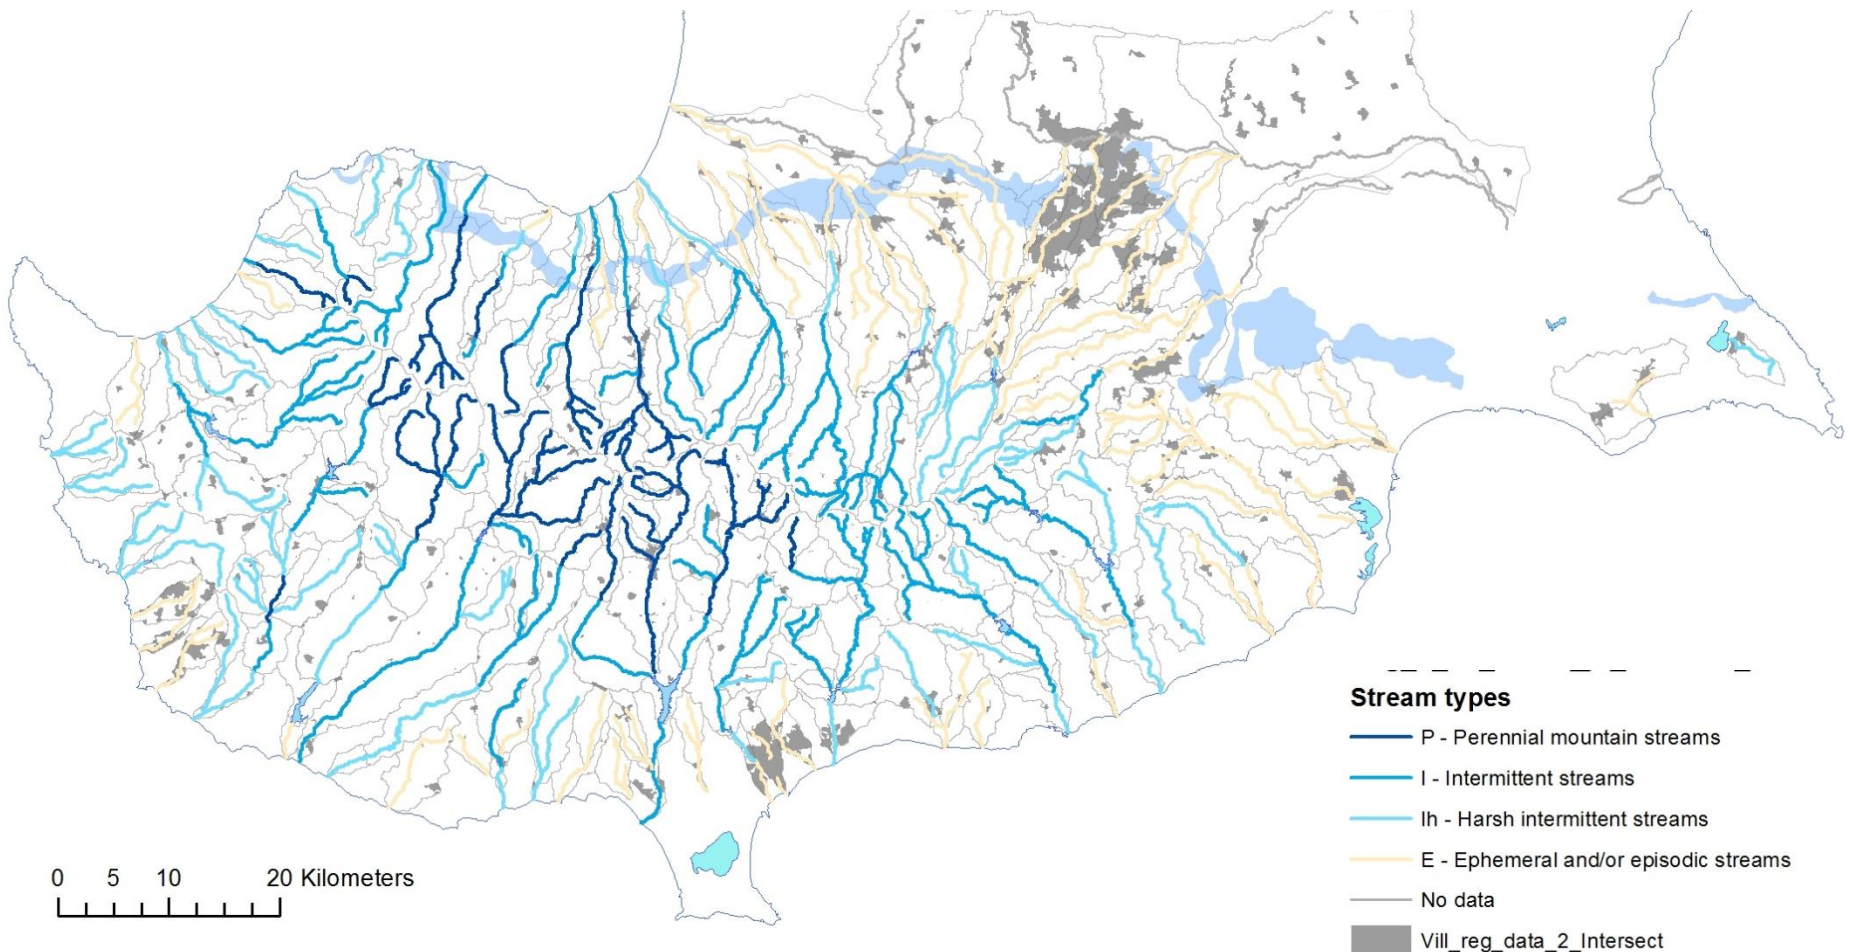 Stream types
P - Perennial mountain streams
I - Intermittent streams
Ih - Harsh intermittent streams
E - Ephemeral and/or episodic streams
No data
Vill_reg_data_2_Intersect
0 5 10 20 Kilometers